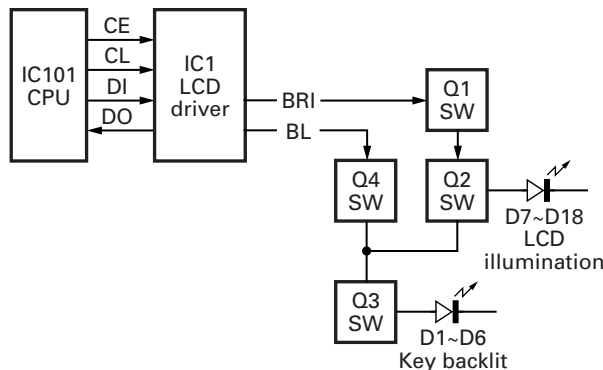 CE
CL
DI
DO
IC101
CPU
IC1
LCD
driver
BRI
BL
Q1
SW
Q4
SW
Q2
SW
D7~D18
LCD
illumination
Q3
SW
D1~D6
Key backlit